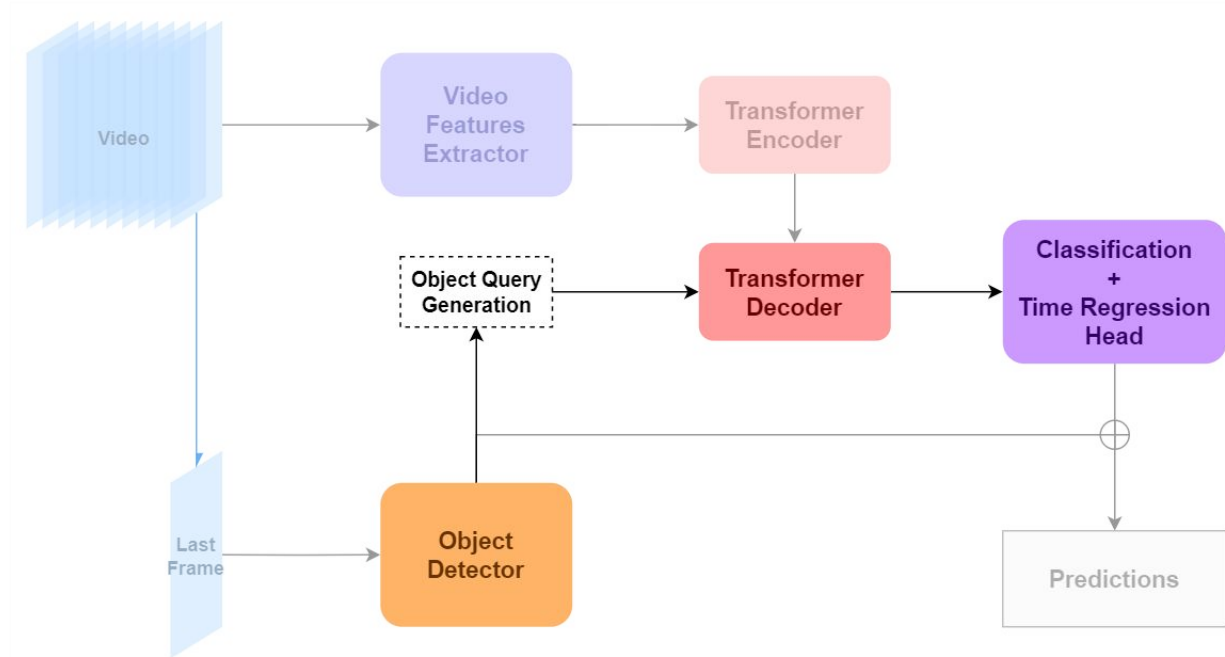 Video
Video
Features
Extractor
Transformer
Encoder
Object Query
Generation
Transformer
Decoder
Classification
+
Time Regression
Head
Last
Frame
Object
Detector
Predictions